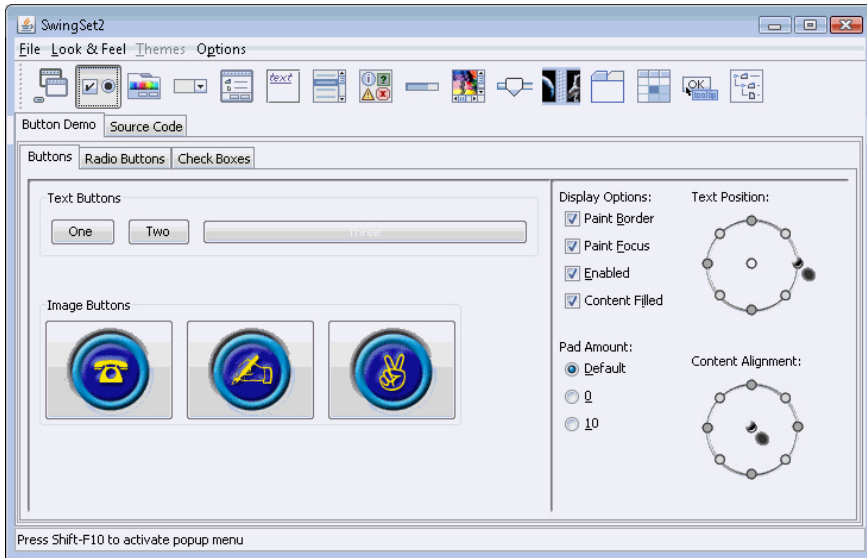 SwingSet2
File Look & Feel Themes Options
text
OK
tooltip
Button Demo Source Code
Buttons Radio Buttons Check Boxes
Text Buttons
One Two Three
Image Buttons
Display Options:
Paint Border
Paint Focus
Enabled
Content Filled
Pad Amount:
Default
0
10
Text Position:
Content Alignment:
Press Shift-F10 to activate popup menu